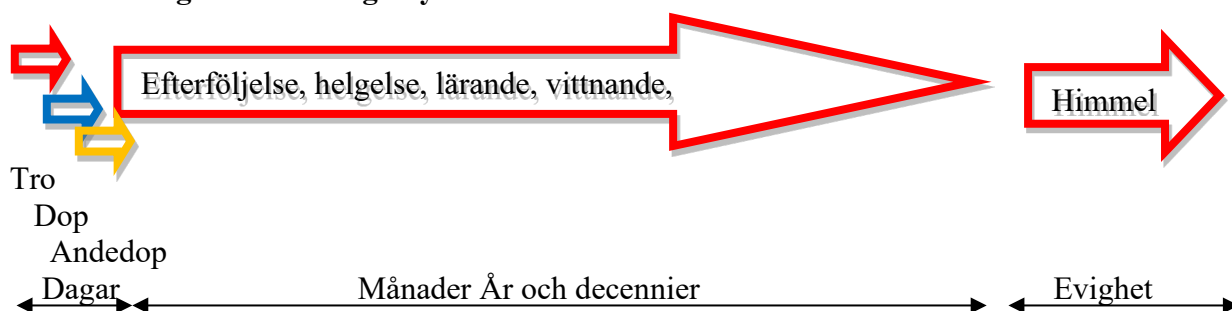 Efterföljelse, helgelse, lärande, vittnande,
Himmel
Tro
Dop
Andedop
Dagar Månader År och decennier Evighet